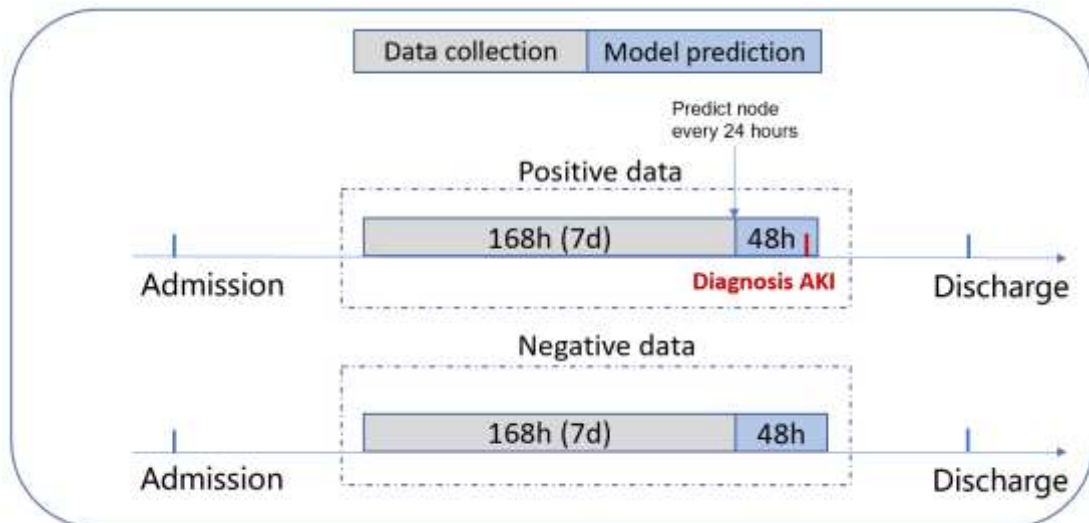 Data collection
Model prediction
Predict node
every 24 hours
Positive data
168h (7d)
48h
Diagnosis AKI
Admission
Discharge
Negative data
168h (7d)
48h
Admission
Discharge